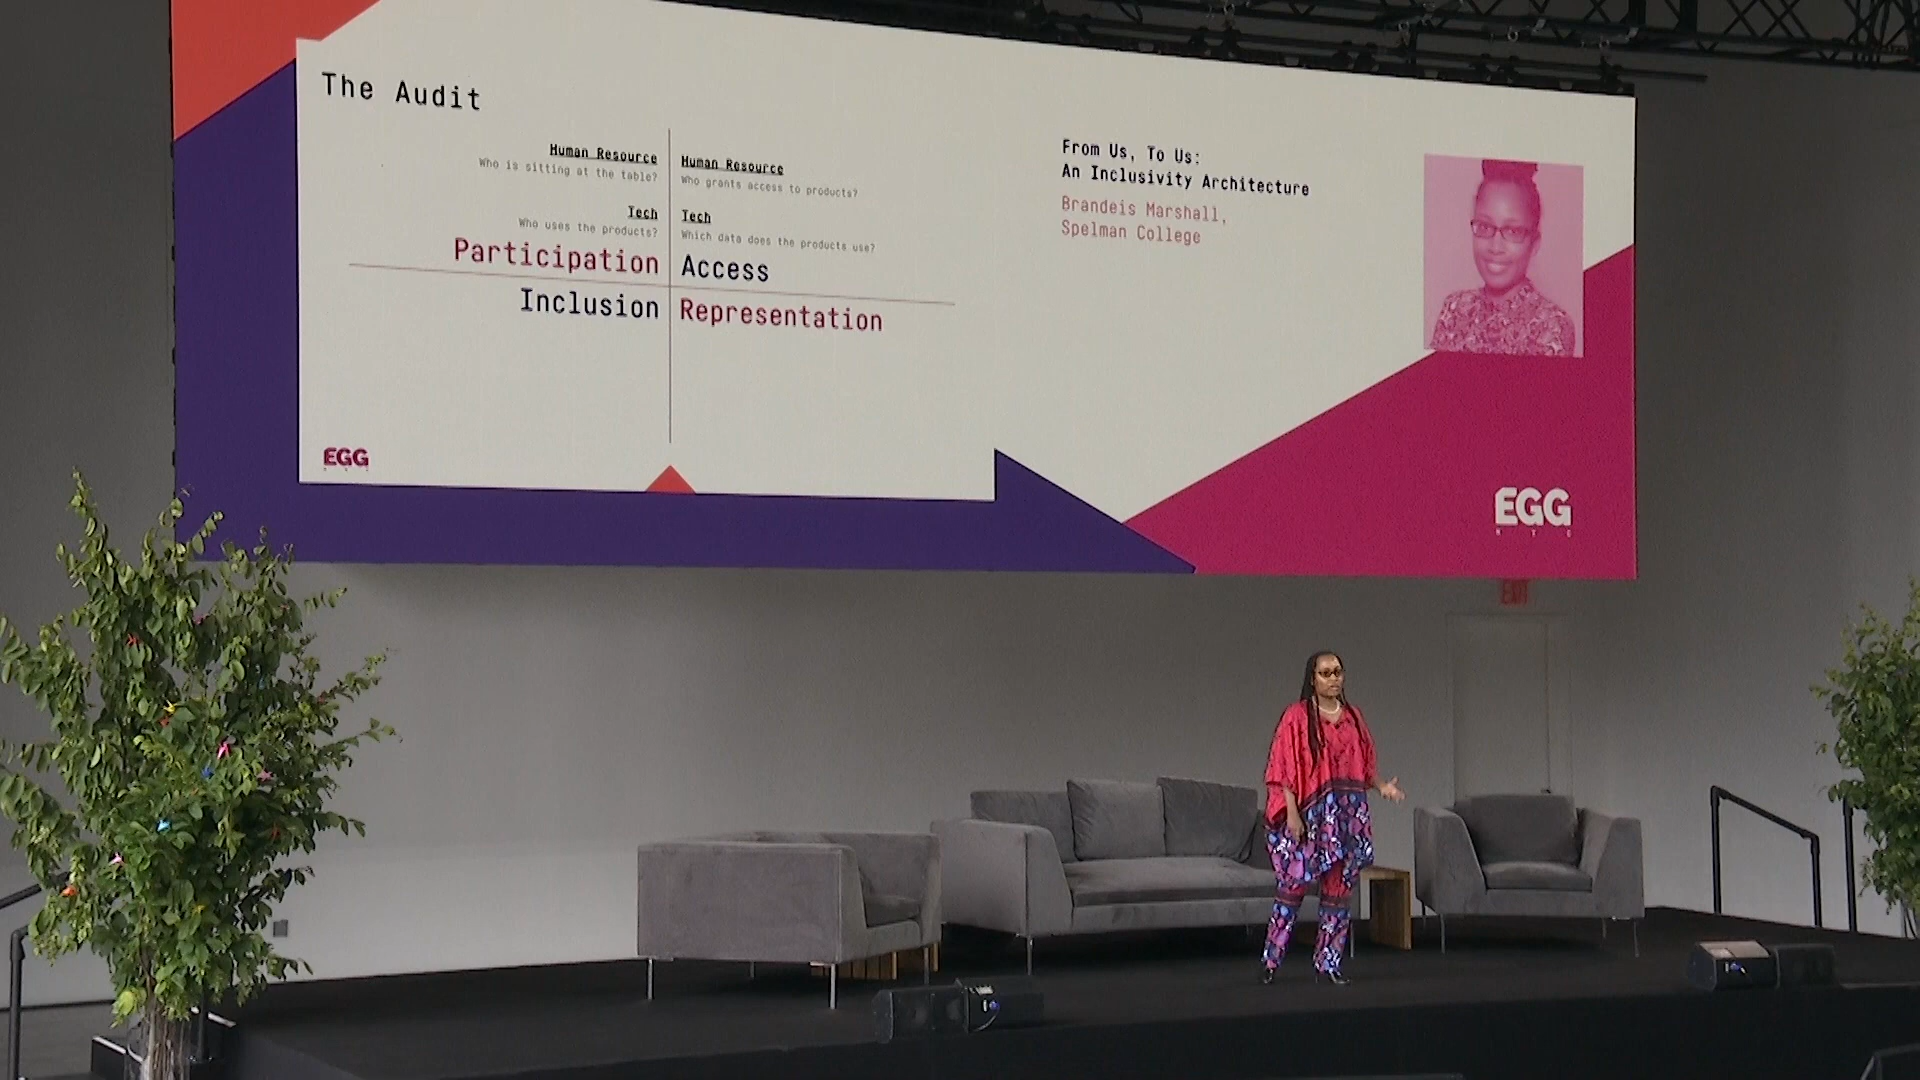 The Audit
Human Resource
Who is sitting at the table?
Tech
Who uses the products?
Participation
Human Resource
Who grants access to products?
Tech
Which data does the products use?
Access
Inclusion
Representation
EGG
From Us, To Us:
An Inclusivity Architecture
Brandeis Marshall,
Spelman College
EGG
NYC
EXIT